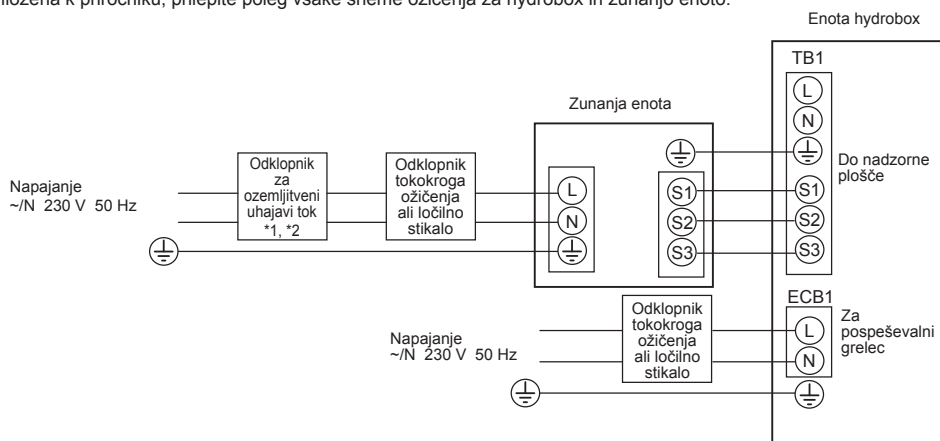 priročniku, prilepite poleg vsake sheme ožičenja za hydrobox in zunanjo enoto.
Enota hydrobox
TB1
L
N
Zunanja enota
Do nadzorne
plošče
Napajanje
~/N 230 V 50 Hz
Odklopnik
za
ozemljitveni
uhajavi tok
*1, *2
Odklopnik
tokokroga
ožičenja
ali ločilno
stikalo
L
N
S1
S2
S3
S1
S2
S3
ECB1
Za
pospeševalni
grelec
L
N
Napajanje
~/N 230 V 50 Hz
Odklopnik
tokokroga
ožičenja
ali ločilno
stikalo